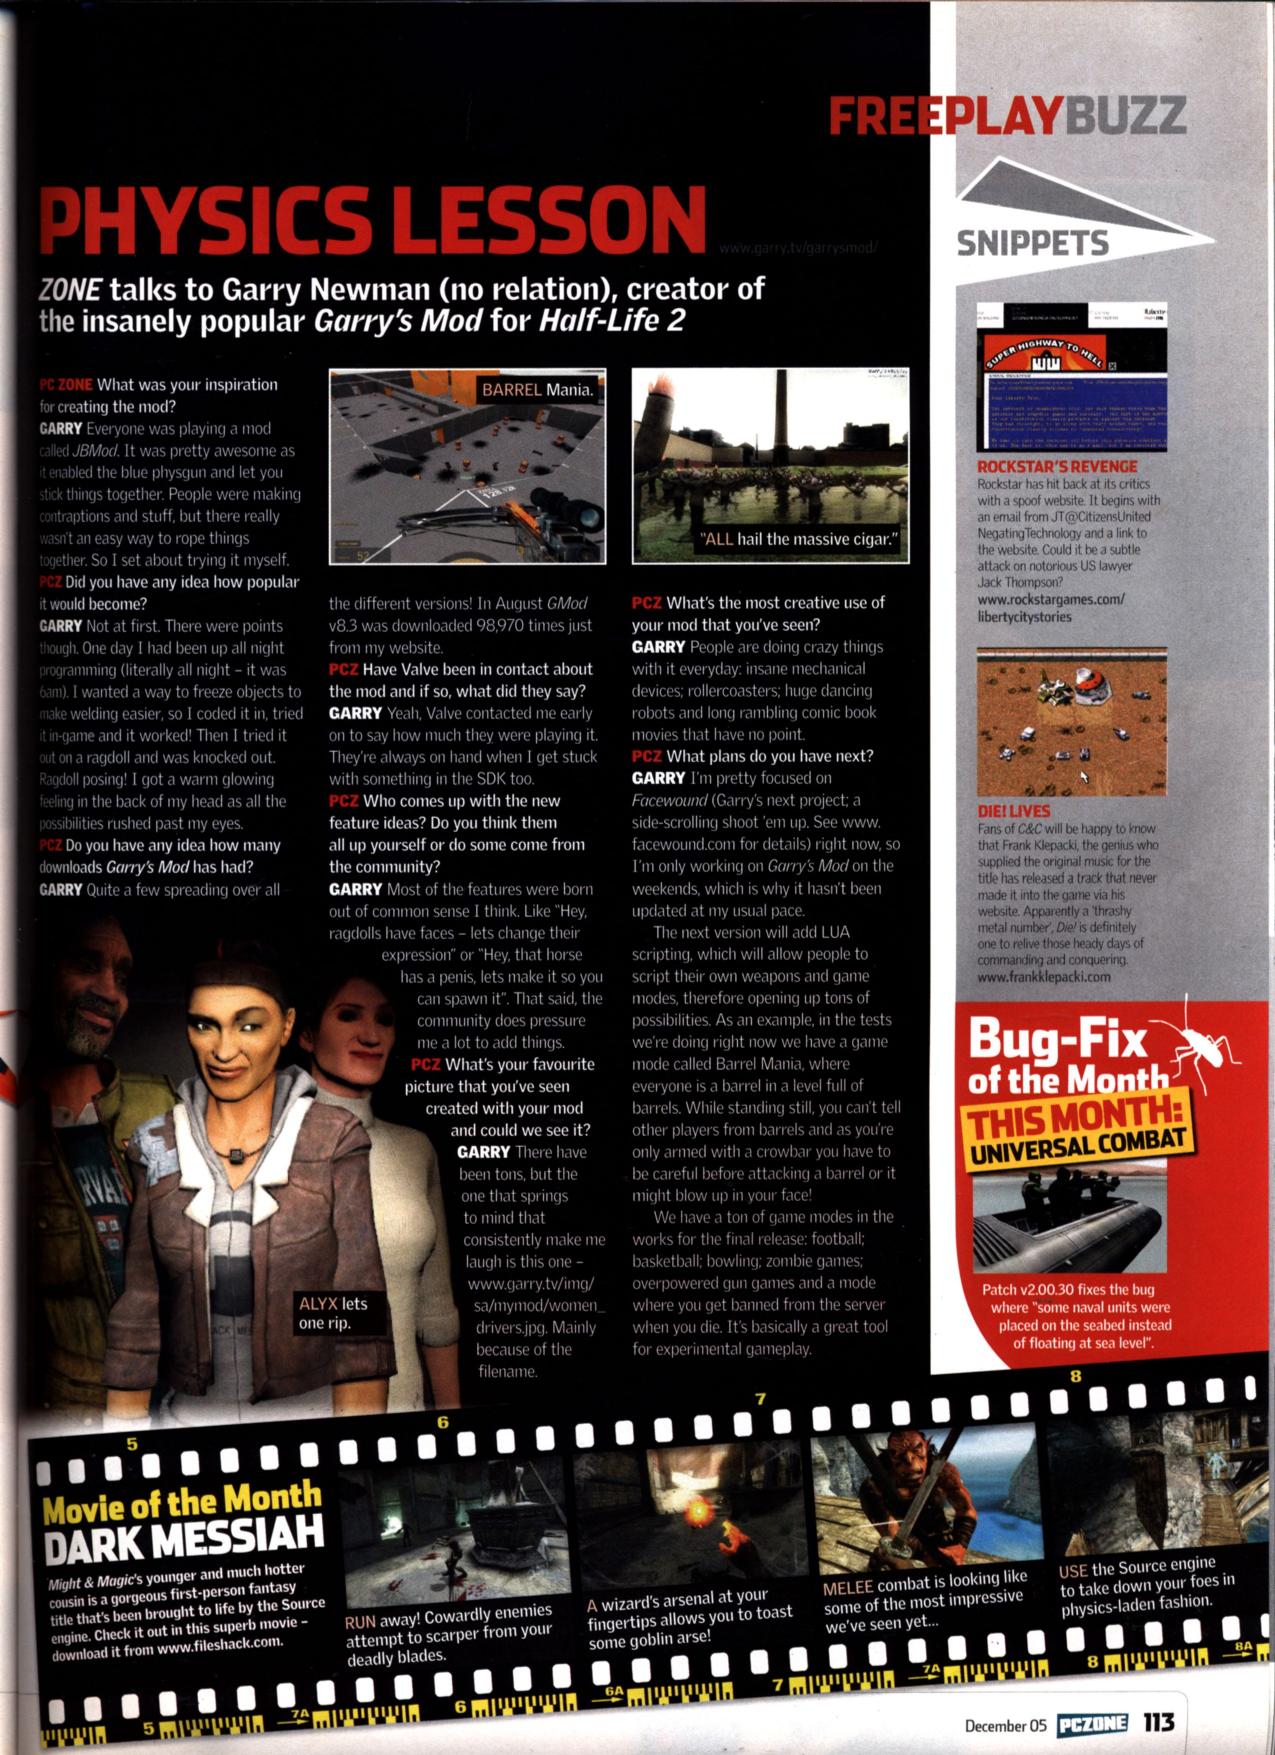 FREEPLAYBUZZ
PHYSICS LESSON
www.garry.tv/garrysmod/
ZONE talks to Garry Newman (no relation), creator of
the insanely popular Garry's Mod for Half-Life 2
PC ZONE What was your inspiration
for creating the mod?
GARRY Everyone was playing a mod
called JBMod. It was pretty awesome as
it enabled the blue physgun and let you
stick things together. People were making
contraptions and stuff, but there really
wasn't an easy way to rope things
together. So I set about trying it myself.
PCZ Did you have any idea how popular
it would become?
GARRY Not at first. There were points
though. One day I had been up all night
programming (literally all night – it was
6am). I wanted a way to freeze objects to
make welding easier, so I coded it in, tried
it in-game and it worked! Then I tried it
out on a ragdoll and was knocked out.
Ragdoll posing! I got a warm glowing
feeling in the back of my head as all the
possibilities rushed past my eyes.
PCZ Do you have any idea how many
downloads Garry's Mod has had?
GARRY Quite a few spreading over all
BARREL Mania.
52
the different versions! In August GMod
v8.3 was downloaded 98,970 times just
from my website.
PCZ Have Valve been in contact about
the mod and if so, what did they say?
GARRY Yeah, Valve contacted me early
on to say how much they were playing it.
They're always on hand when I get stuck
with something in the SDK too.
PCZ Who comes up with the new
feature ideas? Do you think them
all up yourself or do some come from
the community?
GARRY Most of the features were born
out of common sense I think. Like "Hey,
ragdolls have faces – lets change their
expression" or "Hey, that horse
has a penis, lets make it so you
can spawn it". That said, the
community does pressure
me a lot to add things.
PCZ What's your favourite
picture that you've seen
created with your mod
and could we see it?
GARRY There have
been tons, but the
one that springs
to mind that
consistently make me
laugh is this one –
www.garry.tv/img/
sa/mymod/women_
drivers.jpg. Mainly
because of the
filename.
ALYX lets
one rip.
"ALL hail the massive cigar."
PCZ What's the most creative use of
your mod that you've seen?
GARRY People are doing crazy things
with it everyday: insane mechanical
devices; rollercoasters; huge dancing
robots and long rambling comic book
movies that have no point.
PCZ What plans do you have next?
GARRY I'm pretty focused on
Facewound (Garry's next project; a
side-scrolling shoot 'em up. See www.
facewound.com for details) right now, so
I'm only working on Garry's Mod on the
weekends, which is why it hasn't been
updated at my usual pace.
The next version will add LUA
scripting, which will allow people to
script their own weapons and game
modes, therefore opening up tons of
possibilities. As an example, in the tests
we're doing right now we have a game
mode called Barrel Mania, where
everyone is a barrel in a level full of
barrels. While standing still, you can't tell
other players from barrels and as you're
only armed with a crowbar you have to
be careful before attacking a barrel or it
might blow up in your face!
We have a ton of game modes in the
works for the final release: football;
basketball; bowling; zombie games;
overpowered gun games and a mode
where you get banned from the server
when you die. It's basically a great tool
for experimental gameplay.
SNIPPETS
SUPER HIGHWAY TO HELL
ROCKSTAR'S REVENGE
Rockstar has hit back at its critics
with a spoof website. It begins with
an email from JT@CitizensUnited
NegatingTechnology and a link to
the website. Could it be a subtle
attack on notorious US lawyer
Jack Thompson?
www.rockstargames.com/
libertycitystories
DIE! LIVES
Fans of C&C will be happy to know
that Frank Klepacki, the genius who
supplied the original music for the
title has released a track that never
made it into the game via his
website. Apparently a 'thrashy
metal number', Die! is definitely
one to relive those heady days of
commanding and conquering.
www.frankklepacki.com
Bug-Fix
of the Month
THIS MONTH:
UNIVERSAL COMBAT
Patch v2.00.30 fixes the bug
where "some naval units were
placed on the seabed instead
of floating at sea level".
5 6 7 8
Movie of the Month
DARK MESSIAH
Might & Magic's younger and much hotter
cousin is a gorgeous first-person fantasy
title that's been brought to life by the Source
engine. Check it out in this superb movie –
download it from www.fileshack.com.
RUN away! Cowardly enemies
attempt to scarper from your
deadly blades.
A wizard's arsenal at your
fingertips allows you to toast
some goblin arse!
MELEE combat is looking like
some of the most impressive
we've seen yet...
USE the Source engine
to take down your foes in
physics-laden fashion.
5 7A 6 6A 7 7A 8 8A
December 05 PCZONE 113